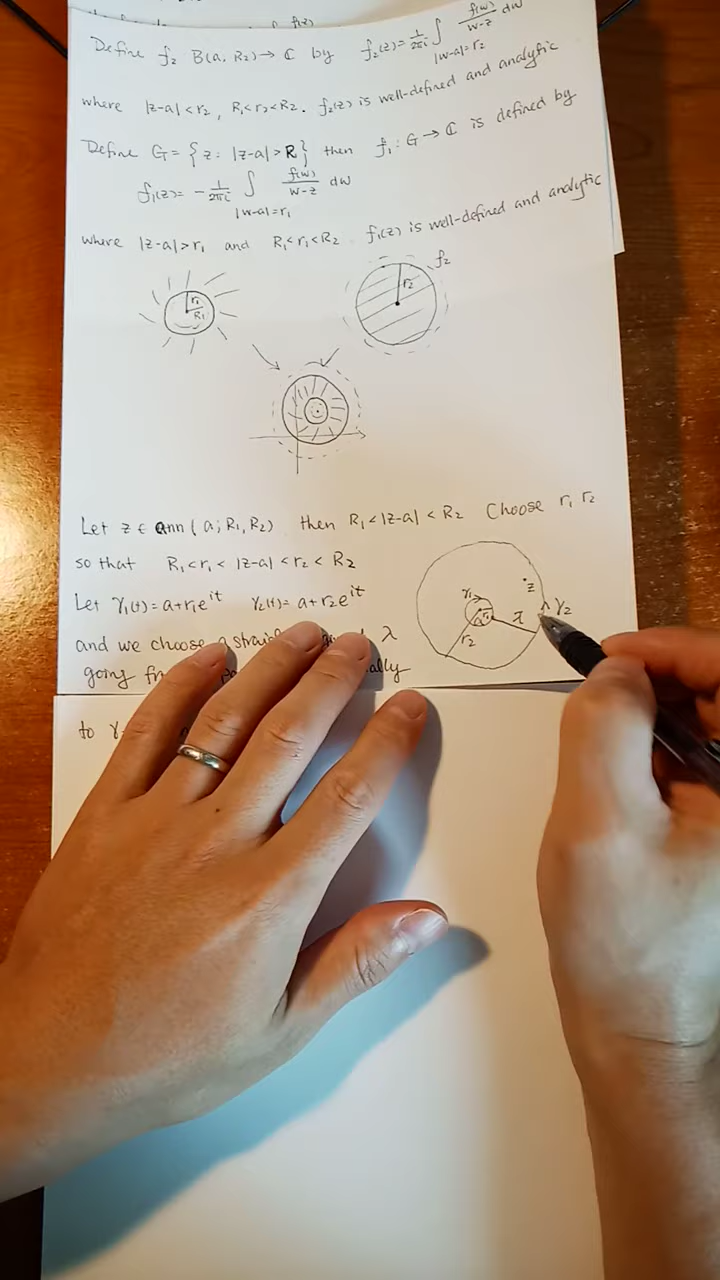 Define f₂ B(a, R₂) → ℂ by f₂(z) = 1/2πi ∫ f(w)/w-z dw
|w-a|=r₂
where |z-a| < r₂, R₁<r₂<R₂. f₂(z) is well-defined and analytic
Define G = { z : |z-a| > R } then f₁ : G → ℂ is defined by
f₁(z) = - 1/2πi ∫ f(w)/w-z dw
|w-a|=r₁
where |z-a| > r₁ and R₁<r₁<R₂ f₁(z) is well-defined and analytic
f₂
r₁
R₁
r₂
Let z ∈ ann(a; R₁, R₂) then R₁ < |z-a| < R₂ Choose r₁ r₂
so that R₁<r₁ < |z-a| < r₂ < R₂
Let γ₁(t) = a+r₁e^it γ₂(t) = a+r₂e^it
and we choose a λ
going
to
z
γ₁
a r₁
λ
γ₂
r₂